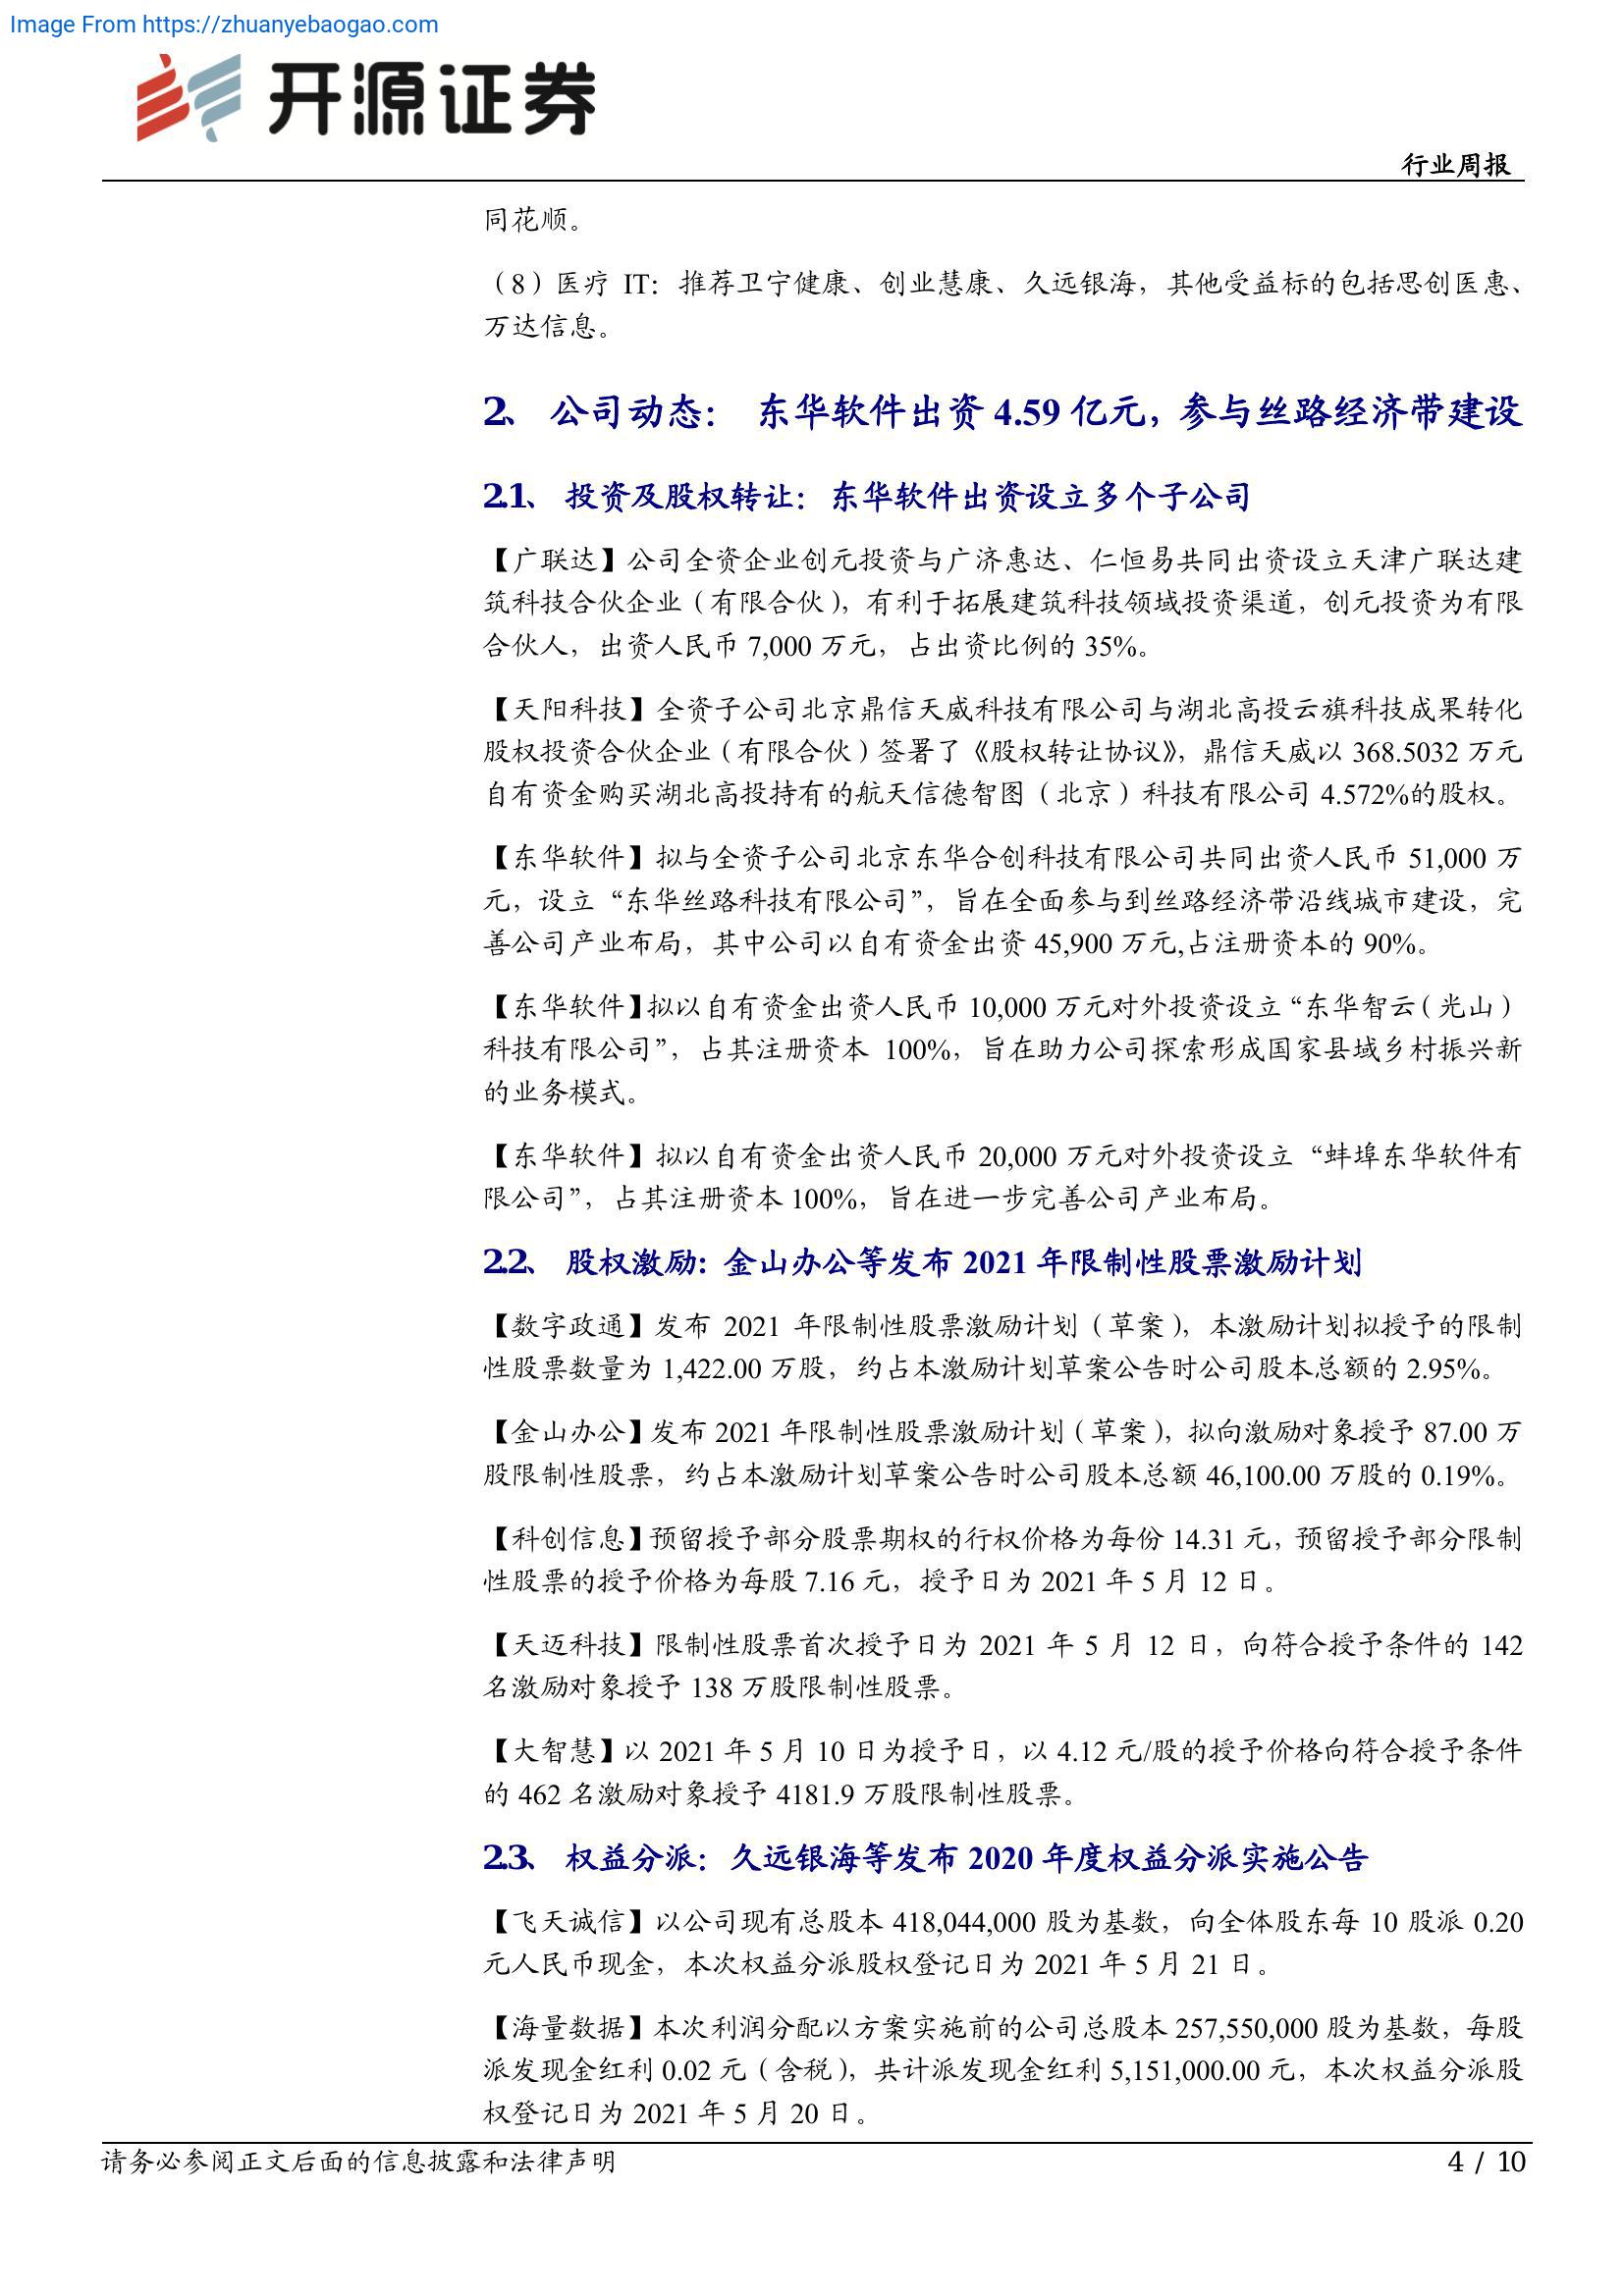 Image From https://zhuanyebaogao.com
开源证券
行业周报
同花顺。
（8）医疗 IT：推荐卫宁健康、创业慧康、久远银海，其他受益标的包括思创医惠、
万达信息。
2、 公司动态： 东华软件出资 4.59 亿元，参与丝路经济带建设
2.1、 投资及股权转让：东华软件出资设立多个子公司
【广联达】公司全资企业创元投资与广济惠达、仁恒易共同出资设立天津广联达建
筑科技合伙企业（有限合伙），有利于拓展建筑科技领域投资渠道，创元投资为有限
合伙人，出资人民币 7,000 万元，占出资比例的 35%。
【天阳科技】全资子公司北京鼎信天威科技有限公司与湖北高投云旗科技成果转化
股权投资合伙企业（有限合伙）签署了《股权转让协议》，鼎信天威以 368.5032 万元
自有资金购买湖北高投持有的航天信德智图（北京）科技有限公司 4.572%的股权。
【东华软件】拟与全资子公司北京东华合创科技有限公司共同出资人民币 51,000 万
元，设立“东华丝路科技有限公司”，旨在全面参与到丝路经济带沿线城市建设，完
善公司产业布局，其中公司以自有资金出资 45,900 万元,占注册资本的 90%。
【东华软件】拟以自有资金出资人民币 10,000 万元对外投资设立“东华智云（光山）
科技有限公司”，占其注册资本 100%，旨在助力公司探索形成国家县域乡村振兴新
的业务模式。
【东华软件】拟以自有资金出资人民币 20,000 万元对外投资设立“蚌埠东华软件有
限公司”，占其注册资本 100%，旨在进一步完善公司产业布局。
2.2、 股权激励：金山办公等发布 2021 年限制性股票激励计划
【数字政通】发布 2021 年限制性股票激励计划（草案），本激励计划拟授予的限制
性股票数量为 1,422.00 万股，约占本激励计划草案公告时公司股本总额的 2.95%。
【金山办公】发布 2021 年限制性股票激励计划（草案），拟向激励对象授予 87.00 万
股限制性股票，约占本激励计划草案公告时公司股本总额 46,100.00 万股的 0.19%。
【科创信息】预留授予部分股票期权的行权价格为每份 14.31 元，预留授予部分限制
性股票的授予价格为每股 7.16 元，授予日为 2021 年 5 月 12 日。
【天迈科技】限制性股票首次授予日为 2021 年 5 月 12 日，向符合授予条件的 142
名激励对象授予 138 万股限制性股票。
【大智慧】以 2021 年 5 月 10 日为授予日，以 4.12 元/股的授予价格向符合授予条件
的 462 名激励对象授予 4181.9 万股限制性股票。
2.3、 权益分派：久远银海等发布 2020 年度权益分派实施公告
【飞天诚信】以公司现有总股本 418,044,000 股为基数，向全体股东每 10 股派 0.20
元人民币现金，本次权益分派股权登记日为 2021 年 5 月 21 日。
【海量数据】本次利润分配以方案实施前的公司总股本 257,550,000 股为基数，每股
派发现金红利 0.02 元（含税），共计派发现金红利 5,151,000.00 元，本次权益分派股
权登记日为 2021 年 5 月 20 日。
请务必参阅正文后面的信息披露和法律声明
4 / 10